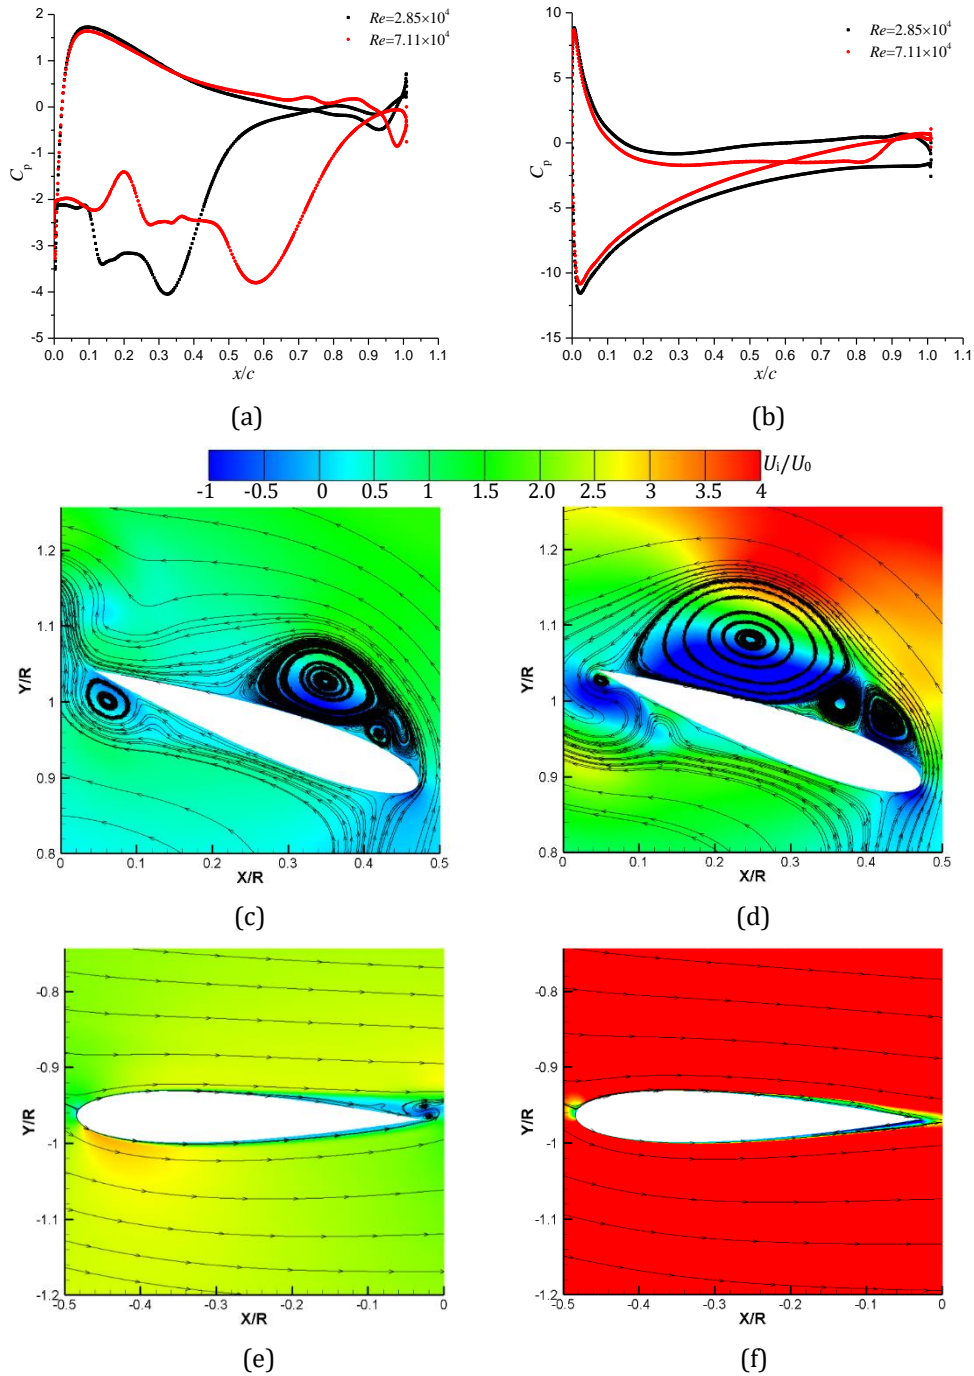 2
1
0
-1
-2
-3
-4
-5
C_p
Re=2.85×10⁴
Re=7.11×10⁴
0.0 0.1 0.2 0.3 0.4 0.5 0.6 0.7 0.8 0.9 1.0 1.1
x/c
(a)
10
5
0
-5
-10
-15
C_p
Re=2.85×10⁴
Re=7.11×10⁴
0.0 0.1 0.2 0.3 0.4 0.5 0.6 0.7 0.8 0.9 1.0 1.1
x/c
(b)
U_i/U_0
-1 -0.5 0 0.5 1 1.5 2.0 2.5 3 3.5 4
1.2
1.1
1
0.9
0.8
Y/R
0 0.1 0.2 0.3 0.4 0.5
X/R
(c)
1.2
1.1
1
0.9
0.8
Y/R
0 0.1 0.2 0.3 0.4 0.5
X/R
(d)
-0.8
-0.9
-1
-1.1
-1.2
Y/R
-0.5 -0.4 -0.3 -0.2 -0.1 0
X/R
(e)
-0.8
-0.9
-1
-1.1
-1.2
Y/R
-0.5 -0.4 -0.3 -0.2 -0.1 0
X/R
(f)